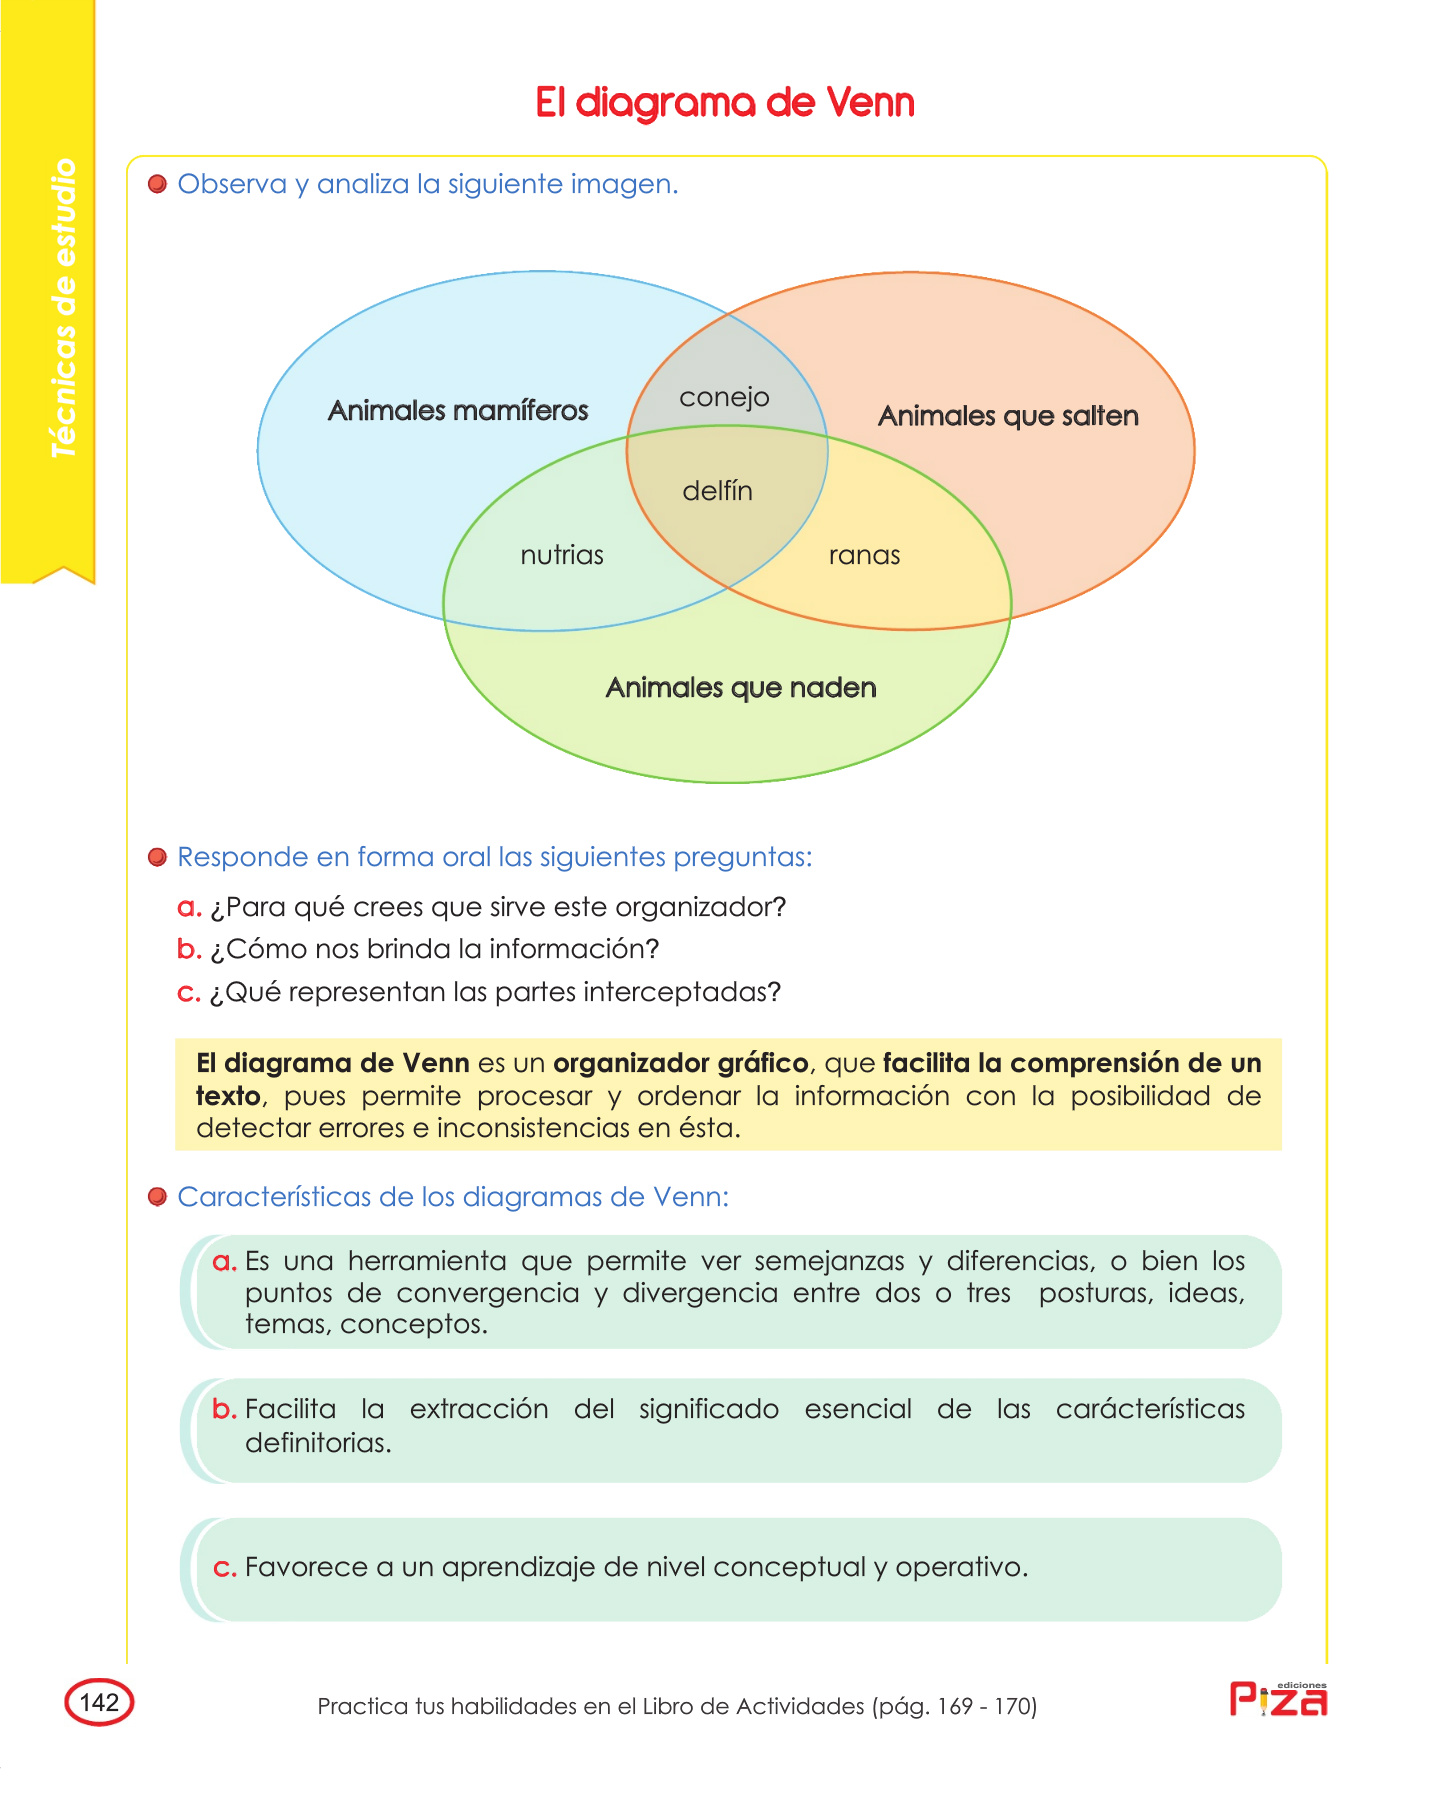 Técnicas de estudio
El diagrama de Venn
Observa y analiza la siguiente imagen.
conejo
Animales mamíferos
Animales que salten
delfín
nutrias
ranas
Animales que naden
Responde en forma oral las siguientes preguntas:
a. ¿Para qué crees que sirve este organizador?
b. ¿Cómo nos brinda la información?
c. ¿Qué representan las partes interceptadas?
El diagrama de Venn es un organizador gráfico, que facilita la comprensión de un
texto, pues permite procesar y ordenar la información con la posibilidad de
detectar errores e inconsistencias en ésta.
Características de los diagramas de Venn:
a. Es una herramienta que permite ver semejanzas y diferencias, o bien los
puntos de convergencia y divergencia entre dos o tres posturas, ideas,
temas, conceptos.
b. Facilita la extracción del significado esencial de las carácterísticas
definitorias.
c. Favorece a un aprendizaje de nivel conceptual y operativo.
142
Practica tus habilidades en el Libro de Actividades (pág. 169 - 170)
ediciones
Piza